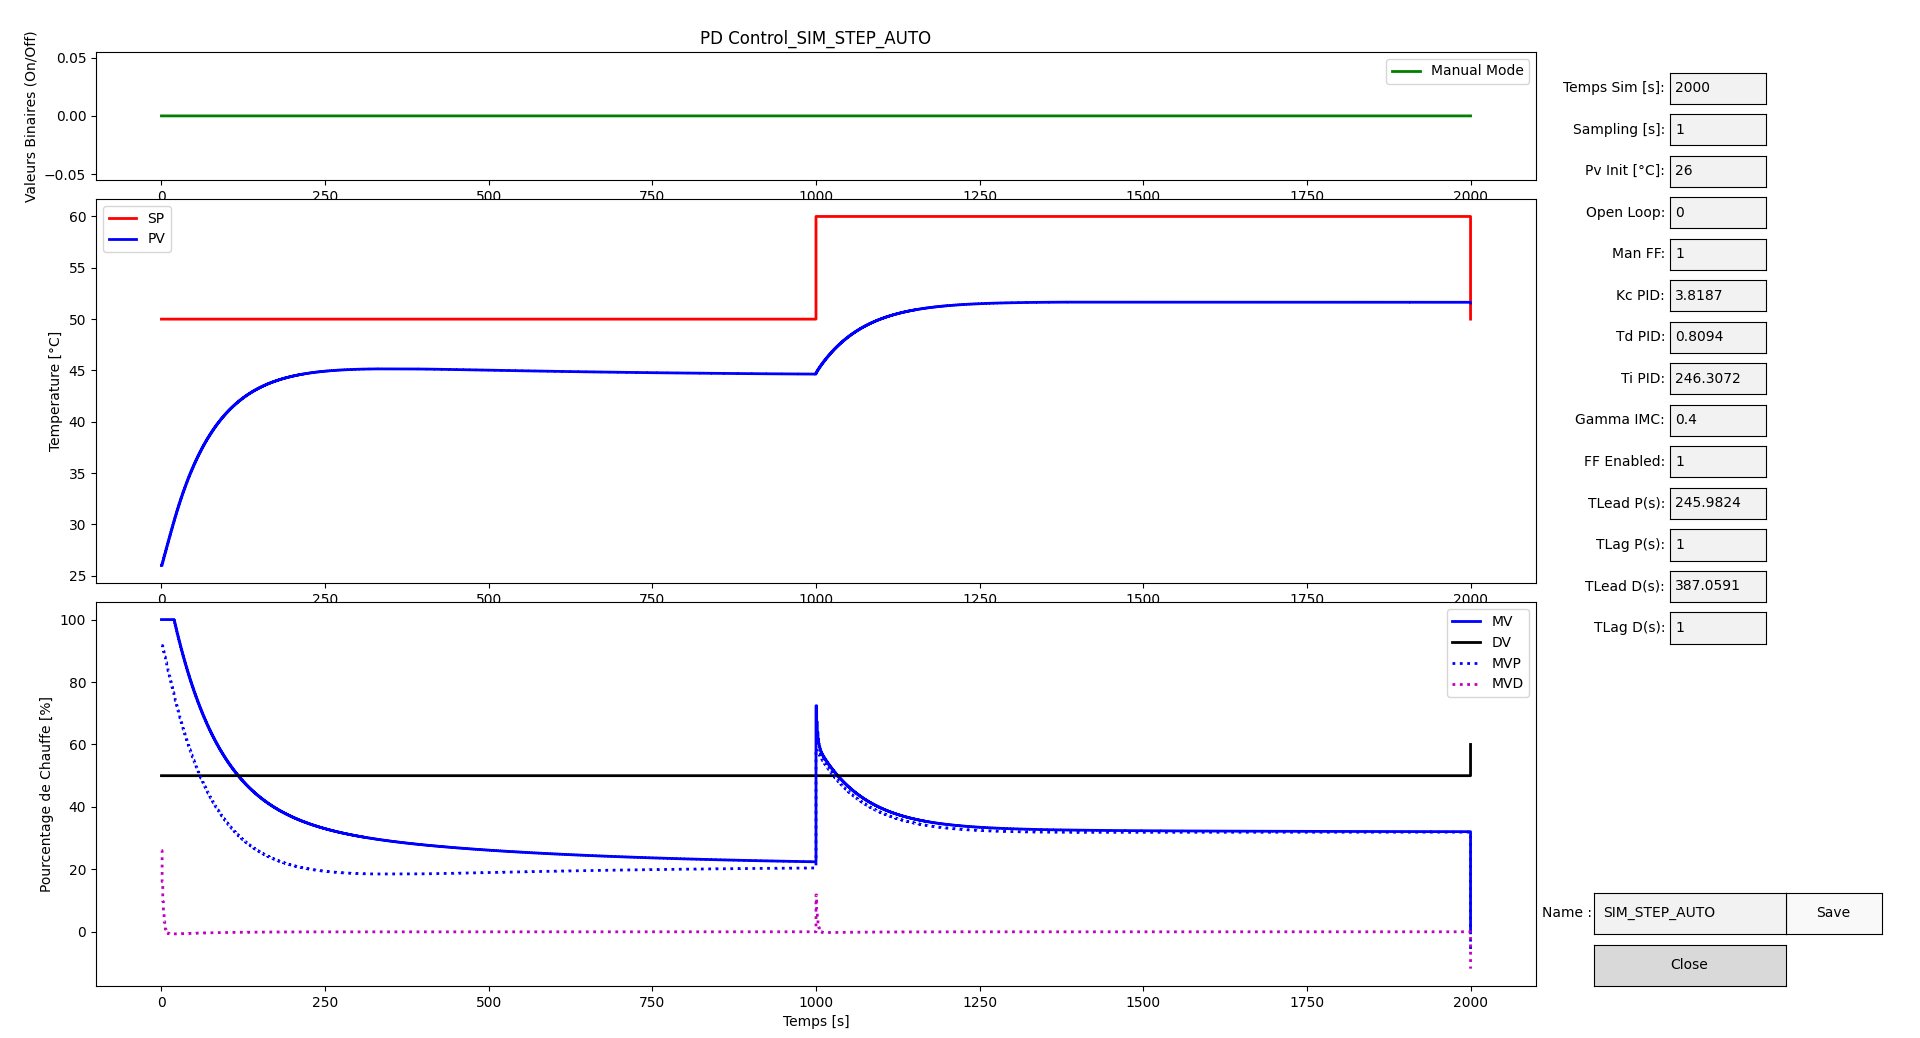 PD Control_SIM_STEP_AUTO
Valeurs Binaires (On/Off)
0.05
0.00
−0.05
Manual Mode
0 250 500 750 1000 1250 1500 1750 2000
Temperature [°C]
60
55
50
45
40
35
30
25
SP
PV
0 250 500 750 1000 1250 1500 1750 2000
Pourcentage de Chauffe [%]
100
80
60
40
20
0
MV
DV
MVP
MVD
0 250 500 750 1000 1250 1500 1750 2000
Temps [s]
Temps Sim [s]: 2000
Sampling [s]: 1
Pv Init [°C]: 26
Open Loop: 0
Man FF: 1
Kc PID: 3.8187
Td PID: 0.8094
Ti PID: 246.3072
Gamma IMC: 0.4
FF Enabled: 1
TLead P(s): 245.9824
TLag P(s): 1
TLead D(s): 387.0591
TLag D(s): 1
Name : SIM_STEP_AUTO Save
Close